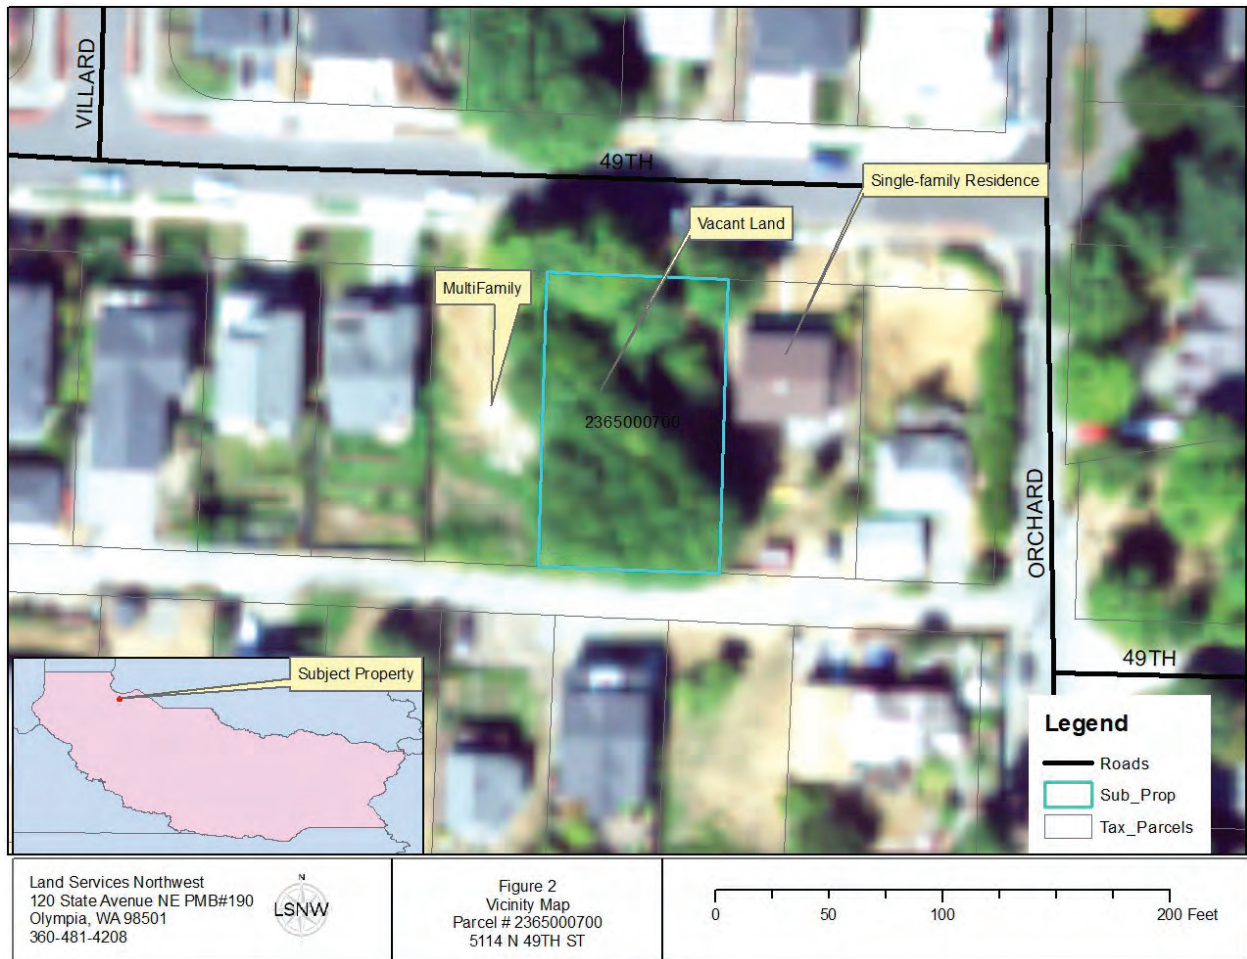 VILLARD
49TH
Single-family Residence
Vacant Land
MultiFamily
2365000700
ORCHARD
49TH
Subject Property
Legend
Roads
Sub_Prop
Tax_Parcels
Land Services Northwest
120 State Avenue NE PMB#190
Olympia, WA 98501
360-481-4208
N
LSNW
Figure 2
Vicinity Map
Parcel # 2365000700
5114 N 49TH ST
0 50 100 200 Feet